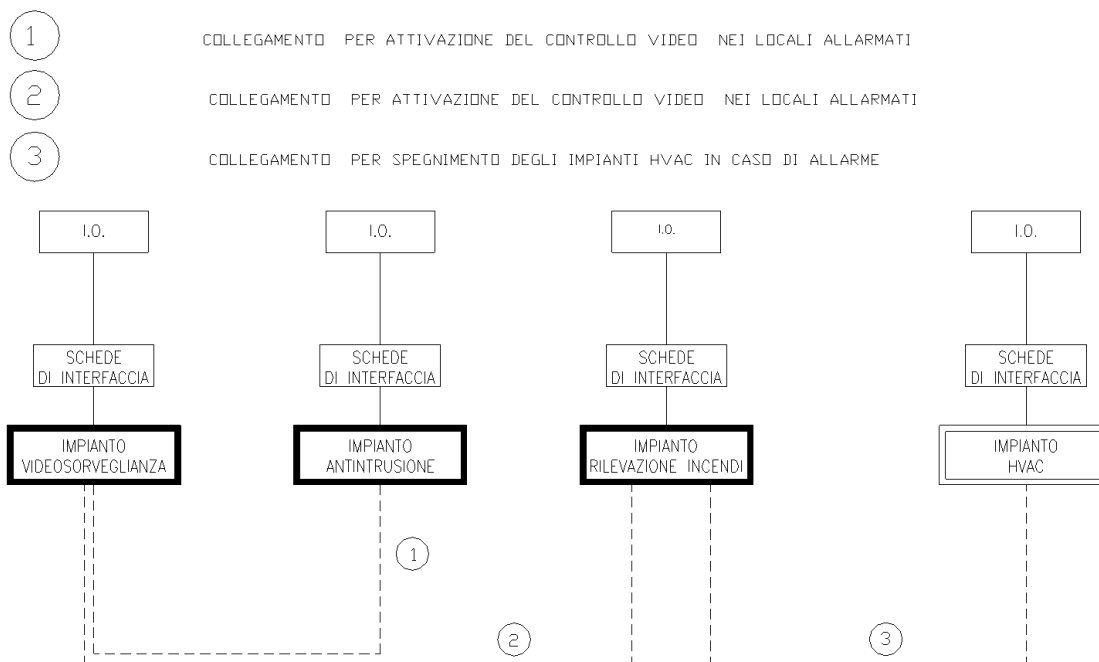 1 COLLEGAMENTO PER ATTIVAZIONE DEL CONTROLLO VIDEO NEI LOCALI ALLARMATI
2 COLLEGAMENTO PER ATTIVAZIONE DEL CONTROLLO VIDEO NEI LOCALI ALLARMATI
3 COLLEGAMENTO PER SPEGNIMENTO DEGLI IMPIANTI HVAC IN CASO DI ALLARME
I.O.
I.O.
I.O.
I.O.
SCHEDE
DI INTERFACCIA
SCHEDE
DI INTERFACCIA
SCHEDE
DI INTERFACCIA
SCHEDE
DI INTERFACCIA
IMPIANTO
VIDEOSORVEGLIANZA
IMPIANTO
ANTINTRUSIONE
IMPIANTO
RILEVAZIONE INCENDI
IMPIANTO
HVAC
1
2
3